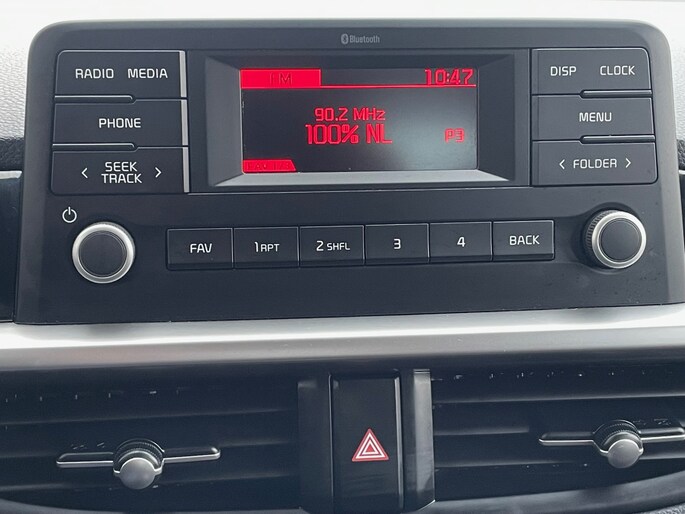 Bluetooth
RADIO MEDIA
FM 10:47
DISP CLOCK
PHONE
90.2 MHz
100% NL P3
MENU
< SEEK TRACK >
< FOLDER >
FAV
1 RPT
2 SHFL
3
4
BACK